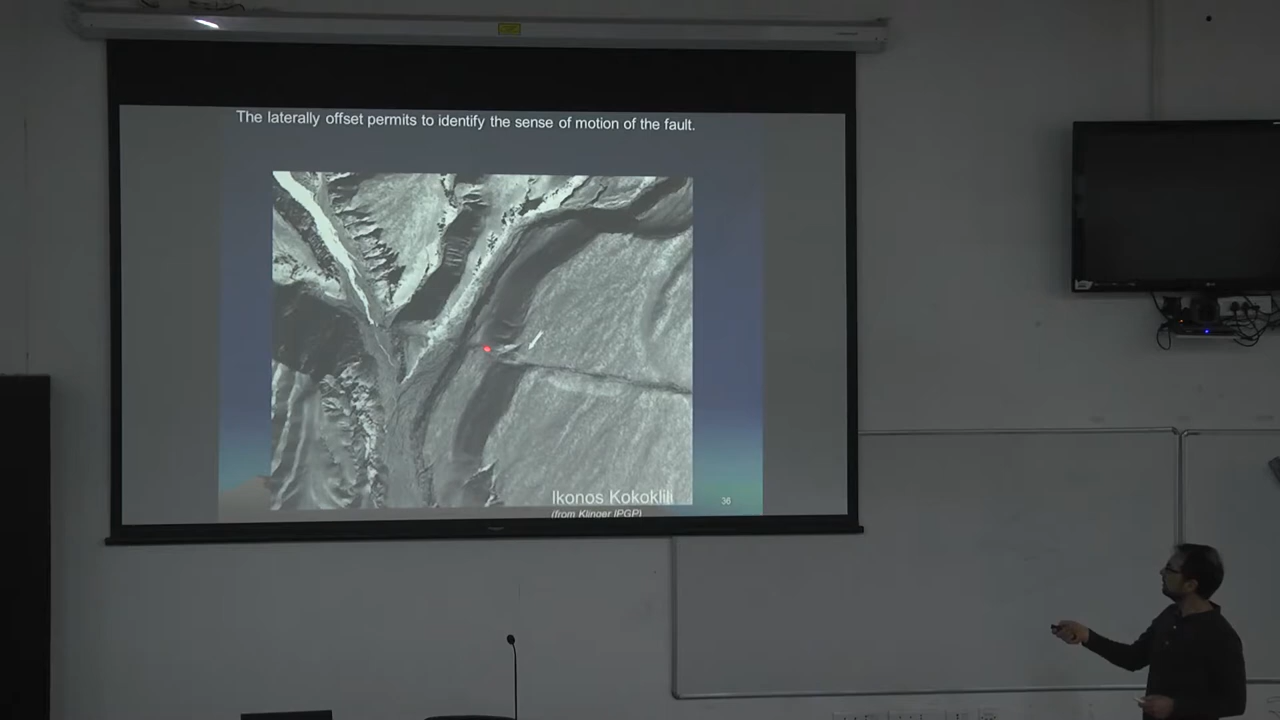 The laterally offset permits to identify the sense of motion of the fault.
Ikonos Kokoklili
36
(from Klinger IPGP)